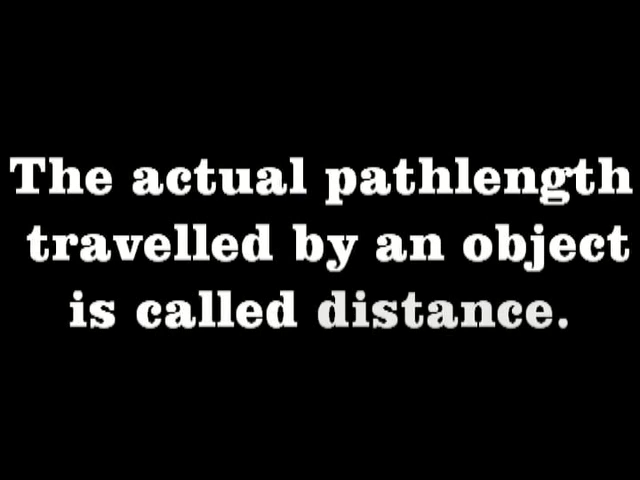 The actual pathlength
travelled by an object
is called distance.